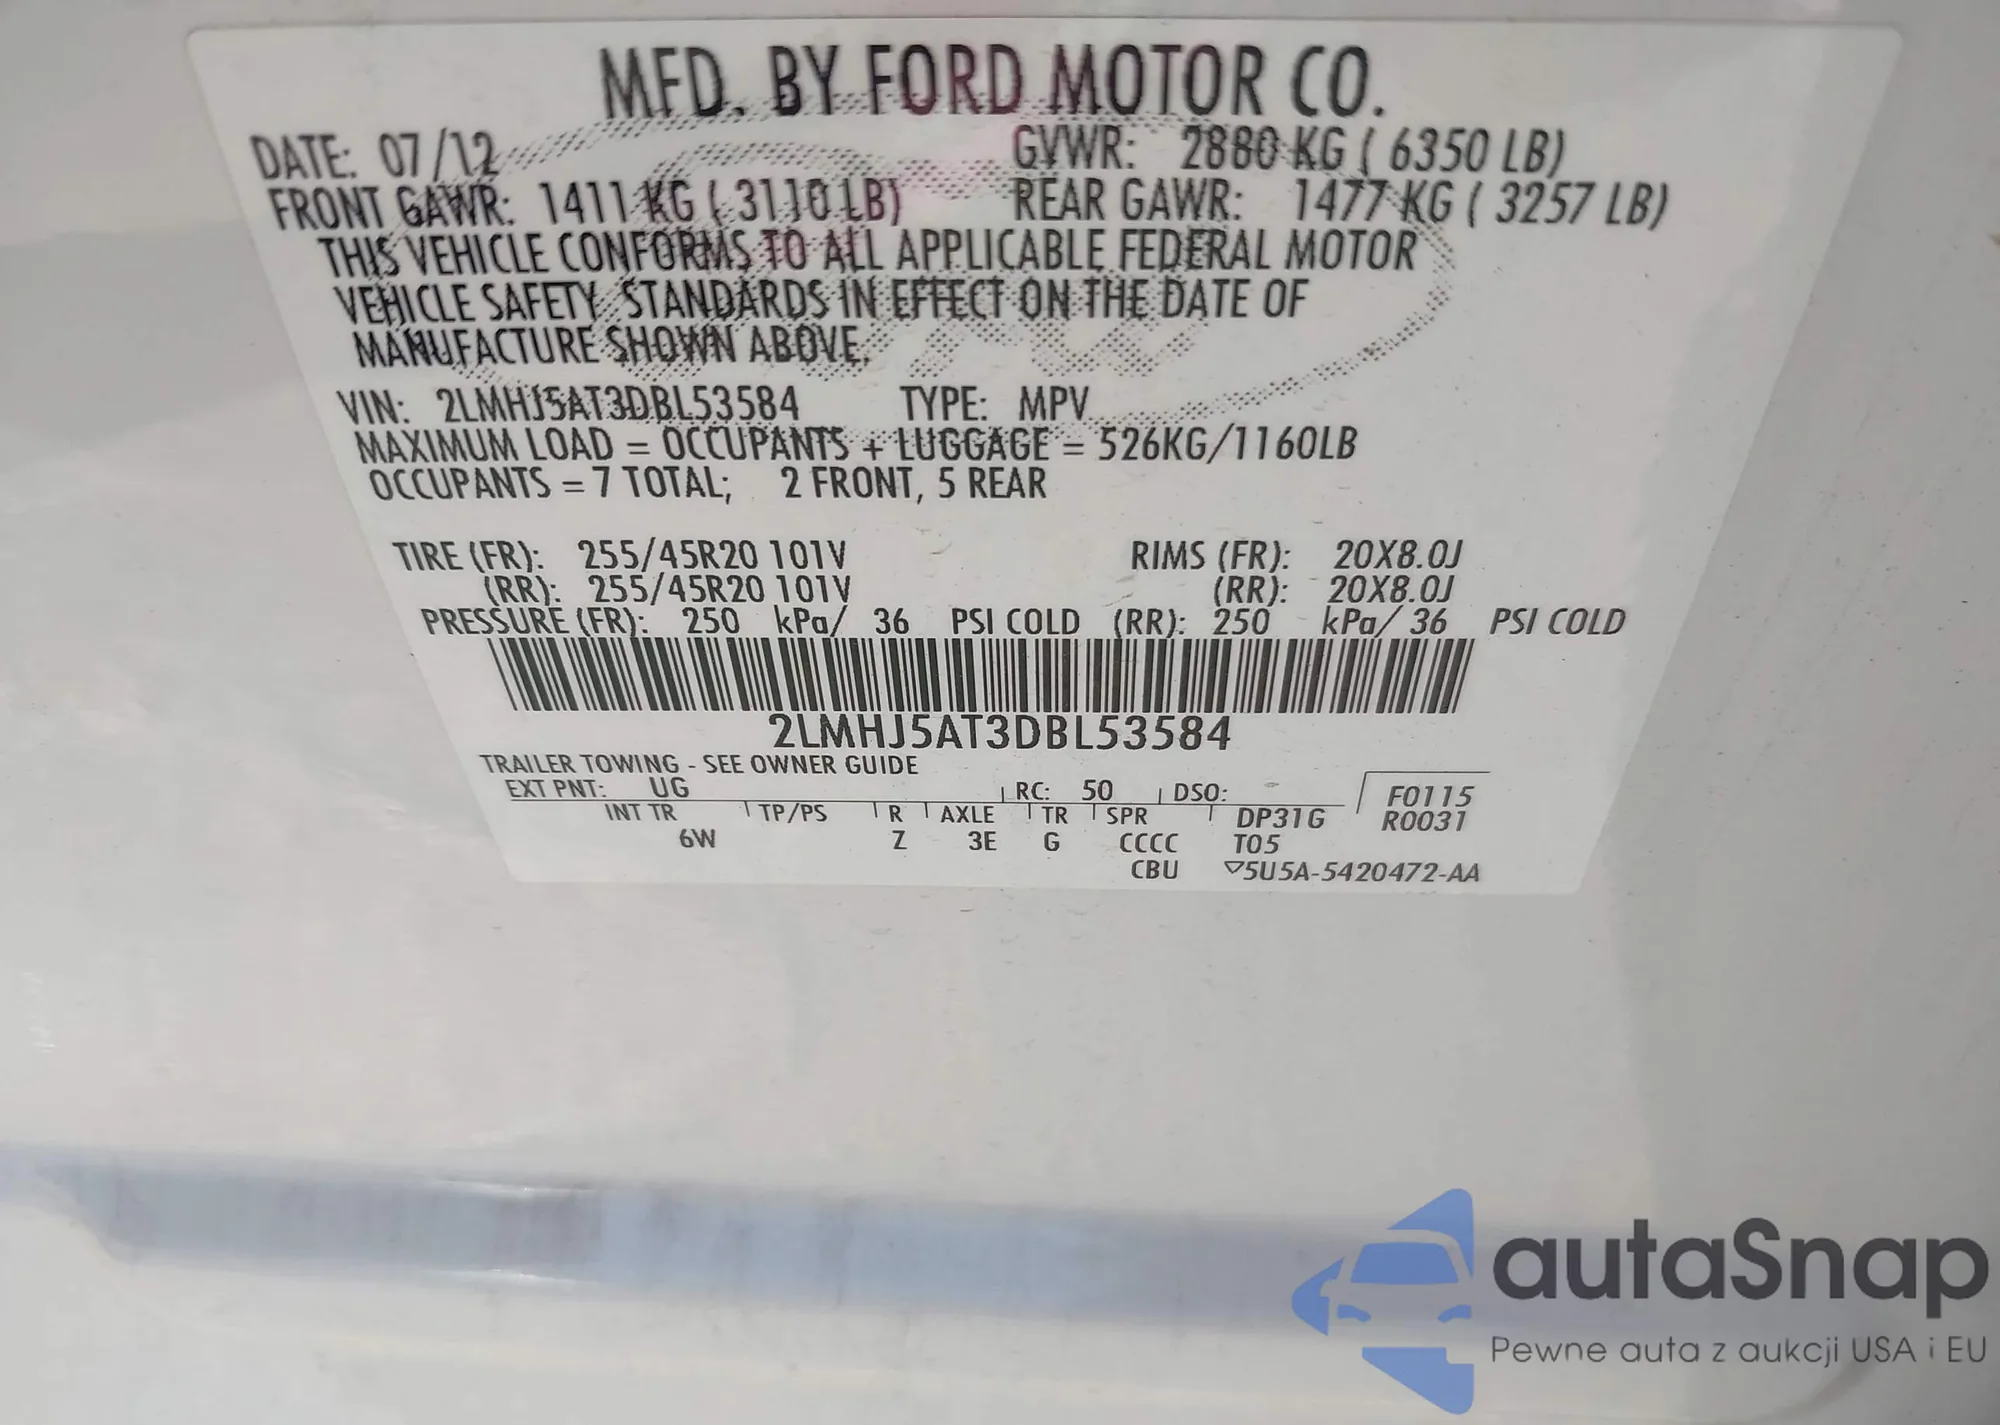 MFD. BY FORD MOTOR CO.
DATE: 07/12 GVWR: 2880 KG ( 6350 LB)
FRONT GAWR: 1411 KG ( 3110 LB) REAR GAWR: 1477 KG ( 3257 LB)
THIS VEHICLE CONFORMS TO ALL APPLICABLE FEDERAL MOTOR
VEHICLE SAFETY STANDARDS IN EFFECT ON THE DATE OF
MANUFACTURE SHOWN ABOVE.
VIN: 2LMHJ5AT3DBL53584 TYPE: MPV
MAXIMUM LOAD = OCCUPANTS + LUGGAGE = 526KG/1160LB
OCCUPANTS = 7 TOTAL; 2 FRONT, 5 REAR
TIRE (FR): 255/45R20 101V RIMS (FR): 20X8.0J
(RR): 255/45R20 101V (RR): 20X8.0J
PRESSURE (FR): 250 kPa/ 36 PSI COLD (RR): 250 kPa/ 36 PSI COLD
2LMHJ5AT3DBL53584
TRAILER TOWING - SEE OWNER GUIDE
EXT PNT: UG RC: 50 DSO: F0115
INT TR TP/PS R AXLE TR SPR DP31G R0031
6W Z 3E G CCCC T05
CBU ▽5U5A-5420472-AA
autaSnap
Pewne auta z aukcji USA i EU